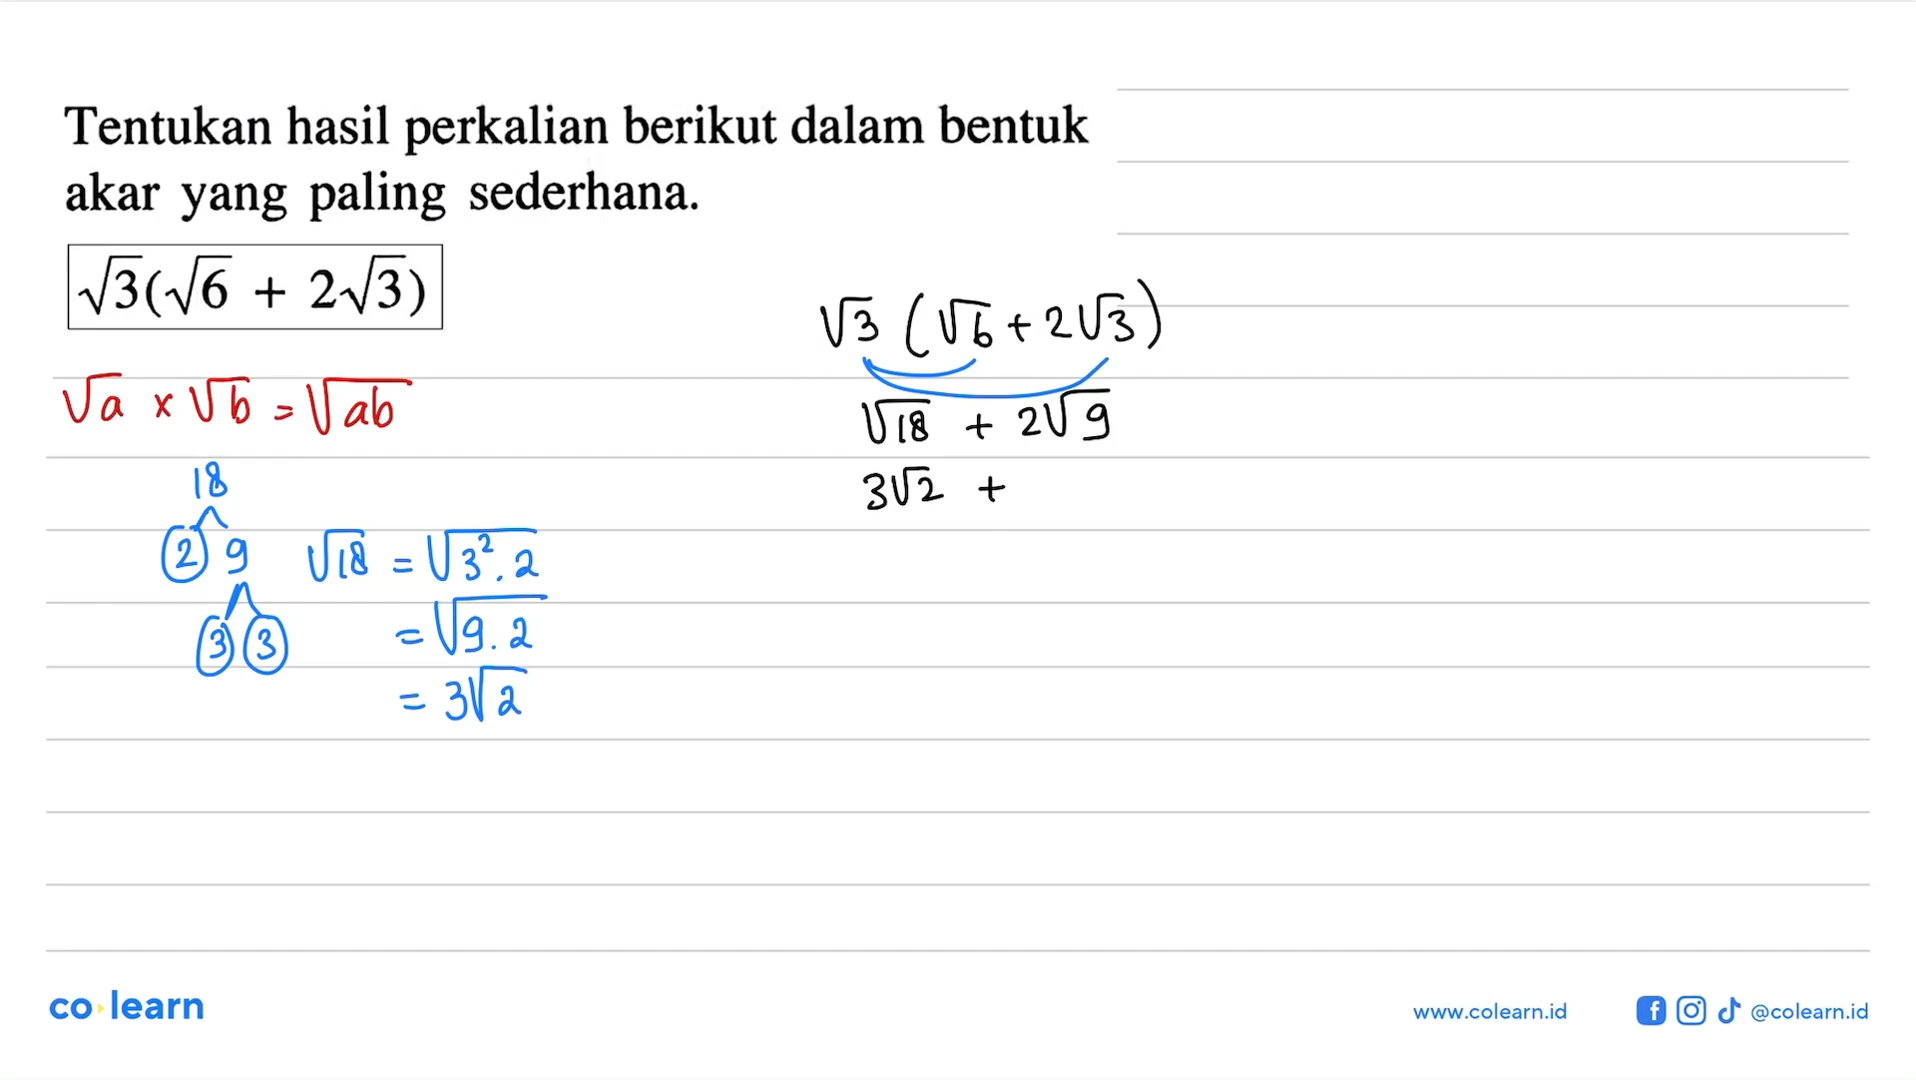 Tentukan hasil perkalian berikut dalam bentuk
akar yang paling sederhana.
√3(√6 + 2√3)
√a × √b = √ab
18
2 9
3 3
√18 = √3². 2
= √9. 2
= 3√2
√3 (√6 + 2√3)
√18 + 2√9
3√2 +
co learn
www.colearn.id
@colearn.id